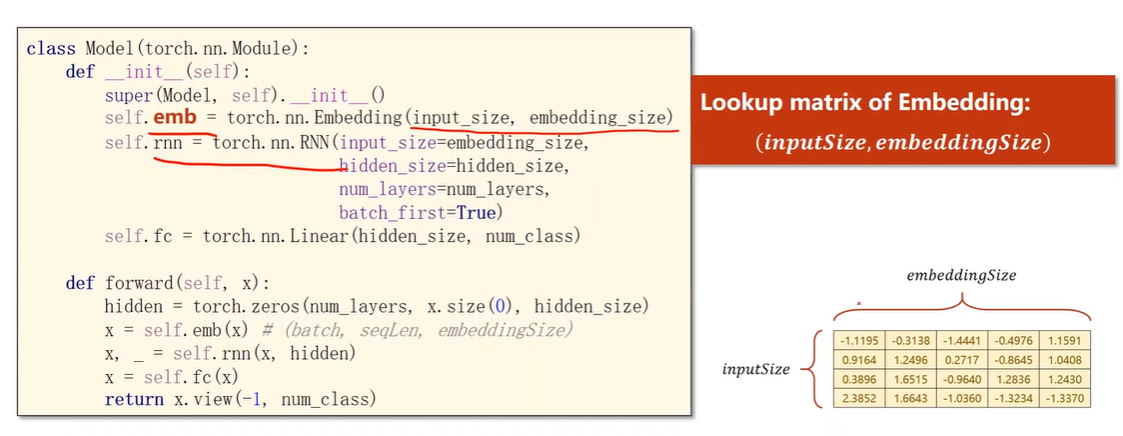 class Model(torch.nn.Module):
def __init__(self):
super(Model, self).__init__()
self.emb = torch.nn.Embedding(input_size, embedding_size)
self.rnn = torch.nn.RNN(input_size=embedding_size,
hidden_size=hidden_size,
num_layers=num_layers,
batch_first=True)
self.fc = torch.nn.Linear(hidden_size, num_class)
def forward(self, x):
hidden = torch.zeros(num_layers, x.size(0), hidden_size)
x = self.emb(x) # (batch, seqLen, embeddingSize)
x, _ = self.rnn(x, hidden)
x = self.fc(x)
return x.view(-1, num_class)
Lookup matrix of Embedding:
(inputSize, embeddingSize)
embeddingSize
inputSize
-1.1195 -0.3138 -1.4441 -0.4976 1.1591
0.9164 1.2496 0.2717 -0.8645 1.0408
0.3896 1.6515 -0.9640 1.2836 1.2430
2.3852 1.6643 -1.0360 -1.3234 -1.3370